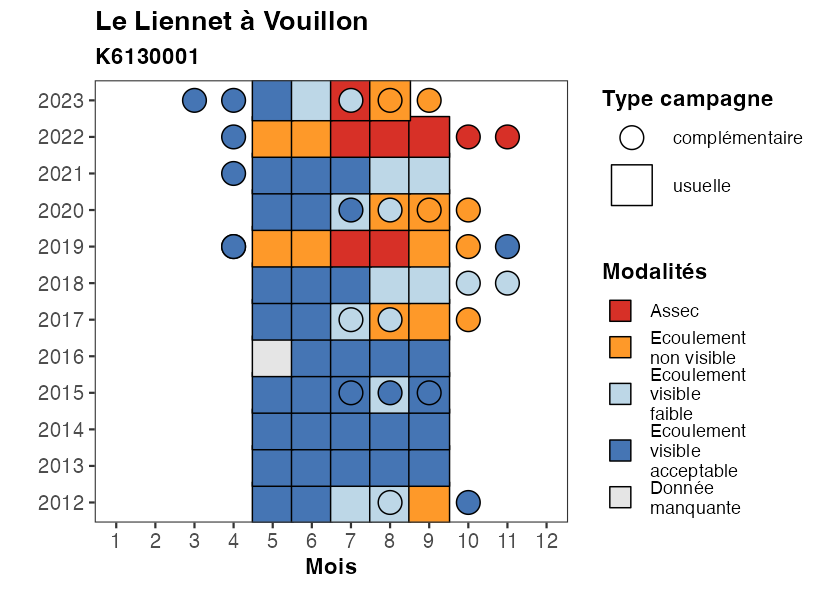 Le Liennet à Vouillon
K6130001
2023
2022
2021
2020
2019
2018
2017
2016
2015
2014
2013
2012
1 2 3 4 5 6 7 8 9 10 11 12
Mois
Type campagne
complémentaire
usuelle
Modalités
Assec
Ecoulement
non visible
Ecoulement
visible
faible
Ecoulement
visible
acceptable
Donnée
manquante